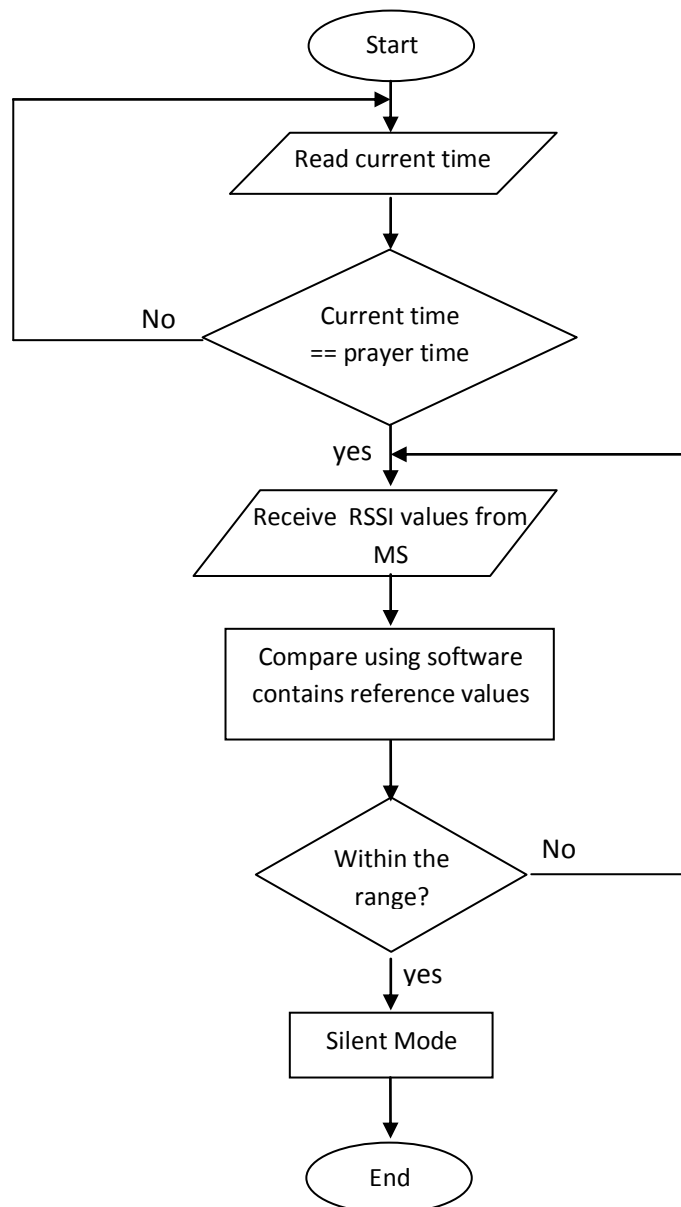 Start
Read current time
No
Current time
== prayer time
yes
Receive RSSI values from
MS
Compare using software
contains reference values
Within the
range?
No
yes
Silent Mode
End